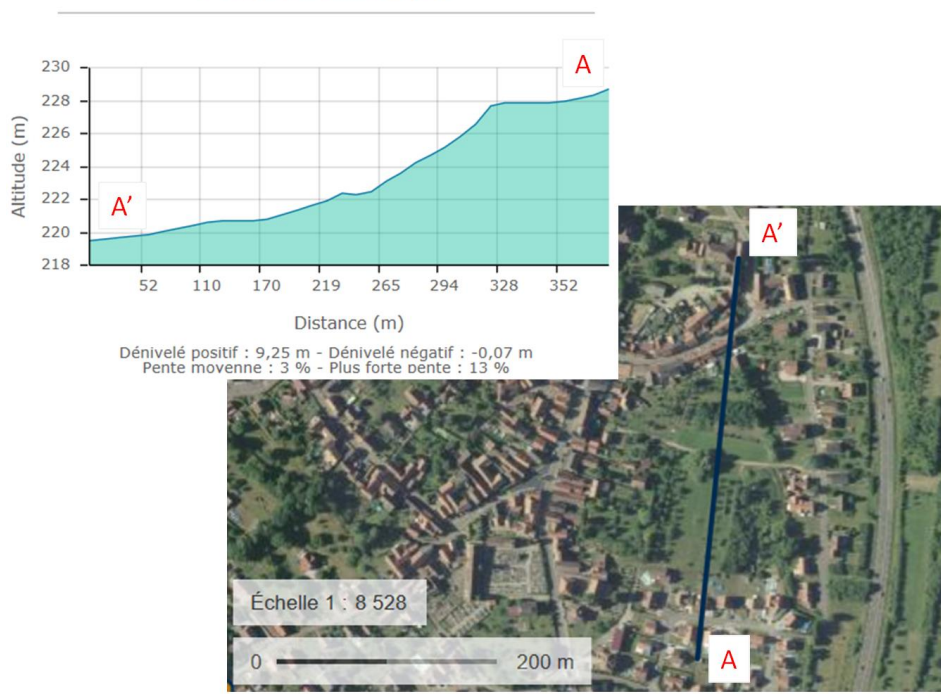 A
230
228
226
224
222
220
218
Altitude (m)
A’
52 110 170 219 265 294 328 352
Distance (m)
Dénivelé positif : 9,25 m - Dénivelé négatif : -0,07 m
Pente moyenne : 3 % - Plus forte pente : 13 %
A’
Échelle 1 : 8 528
0 200 m
A